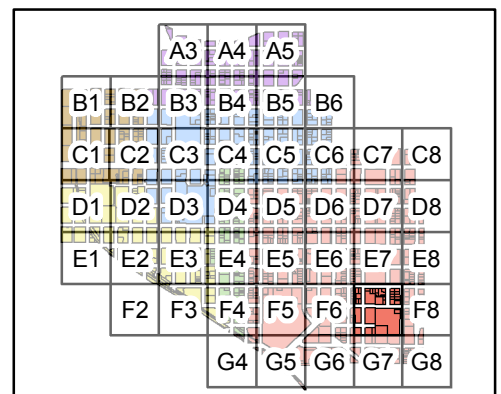 A3 A4 A5
B1 B2 B3 B4 B5 B6
C1 C2 C3 C4 C5 C6 C7 C8
D1 D2 D3 D4 D5 D6 D7 D8
E1 E2 E3 E4 E5 E6 E7 E8
F2 F3 F4 F5 F6 F8
G4 G5 G6 G7 G8